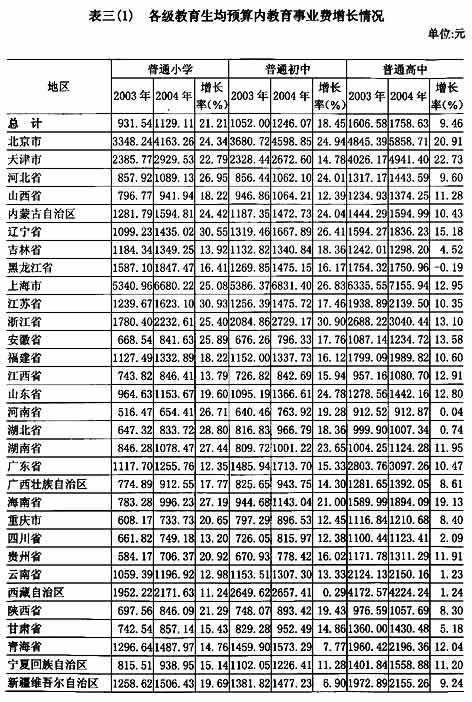 表三(1) 各级教育生均预算内教育事业费增长情况
单位:元
地区 普通小学 普通初中 普通高中
2003年 2004年 增长率(%) 2003年 2004年 增长率(%) 2003年 2004年 增长率(%)
总计 931.54 1129.11 21.21 1052.00 1246.07 18.45 1606.58 1758.63 9.46
北京市 3348.24 4163.26 24.34 3680.72 4598.85 24.94 4845.39 5858.71 20.91
天津市 2385.77 2929.53 22.79 2328.44 2672.60 14.78 4026.17 4941.40 22.73
河北省 857.92 1089.13 26.95 856.44 1062.10 24.01 1317.17 1443.59 9.60
山西省 796.77 941.94 18.22 946.86 1064.21 12.39 1234.93 1374.25 11.28
内蒙古自治区 1281.79 1594.81 24.42 1187.35 1472.73 24.04 1444.29 1594.99 10.43
辽宁省 1099.23 1435.02 30.55 1319.46 1667.89 26.41 1594.27 1836.23 15.18
吉林省 1184.34 1349.25 13.92 1132.82 1340.84 18.36 1242.01 1298.20 4.52
黑龙江省 1587.10 1847.47 16.41 1269.85 1475.15 16.17 1754.32 1750.96 -0.19
上海市 5340.96 6680.22 25.08 5386.37 6831.40 26.83 6335.55 7155.94 12.95
江苏省 1239.67 1623.10 30.93 1256.39 1475.72 17.46 1938.89 2139.50 10.35
浙江省 1780.40 2232.61 25.40 2084.86 2729.17 30.90 2688.22 3040.44 13.10
安徽省 668.54 841.63 25.89 676.26 796.33 17.76 1087.14 1234.72 13.58
福建省 1127.49 1332.89 18.22 1152.00 1337.73 16.12 1799.09 1989.82 10.60
江西省 743.82 846.41 13.79 726.82 842.69 15.94 957.16 1080.70 12.91
山东省 964.63 1153.67 19.60 1095.19 1366.61 24.78 1278.56 1442.16 12.80
河南省 516.47 654.41 26.71 640.46 763.92 19.28 912.52 912.87 0.04
湖北省 647.32 833.72 28.80 816.83 966.79 18.36 999.90 1007.34 0.74
湖南省 846.28 1078.47 27.44 809.72 1001.22 23.65 1004.25 1124.28 11.95
广东省 1117.70 1255.76 12.35 1485.94 1713.70 15.33 2803.76 3097.26 10.47
广西壮族自治区 774.89 912.55 17.77 825.65 943.75 14.30 1281.65 1392.05 8.61
海南省 783.28 996.23 27.19 944.68 1143.04 21.00 1589.99 1894.09 19.13
重庆市 608.17 733.73 20.65 797.29 896.53 12.45 1116.84 1210.68 8.40
四川省 661.82 749.18 13.20 726.05 815.97 12.38 1100.44 1123.41 2.09
贵州省 584.17 706.37 20.92 670.93 778.42 16.02 1171.78 1311.29 11.91
云南省 1059.39 1196.92 12.98 1153.51 1307.30 13.33 2124.13 2150.16 1.23
西藏自治区 1952.22 2171.63 11.24 2649.62 2657.41 0.29 4172.57 4224.24 1.24
陕西省 697.56 846.09 21.29 748.07 893.42 19.43 976.59 1057.69 8.30
甘肃省 742.54 857.14 15.43 829.28 952.49 14.86 1360.00 1430.48 5.18
青海省 1296.64 1487.97 14.76 1459.90 1573.29 7.77 1960.42 2196.36 12.04
宁夏回族自治区 815.51 938.95 15.14 1102.05 1226.41 11.28 1401.84 1558.88 11.20
新疆维吾尔自治区 1258.62 1506.43 19.69 1381.82 1477.23 6.90 1972.89 2155.26 9.24